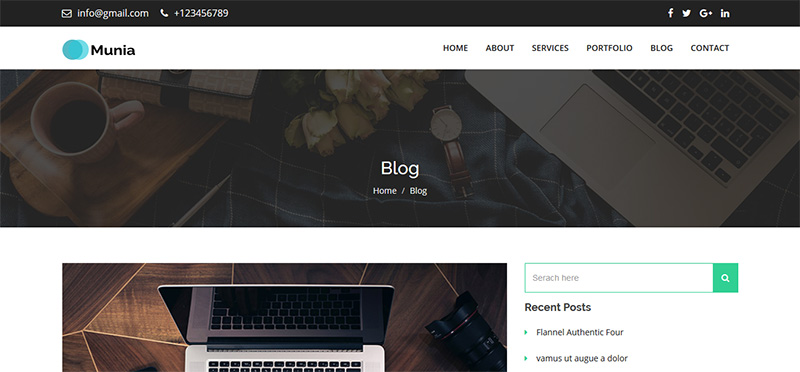 info@gmail.com +123456789
Munia HOME ABOUT SERVICES PORTFOLIO BLOG CONTACT
Blog
Home / Blog
Serach here
Recent Posts
Flannel Authentic Four
vamus ut augue a dolor